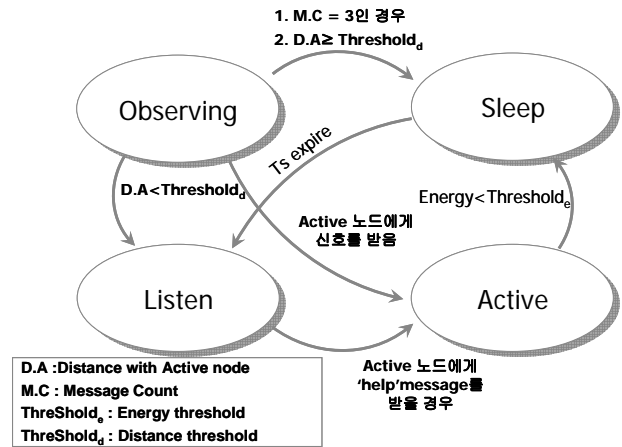 1. M.C = 3인 경우
2. D.A≥ Threshold_d
Observing
Sleep
Ts expire
D.A<Threshold_d
Energy<Threshold_e
Active 노드에게
신호를 받음
Listen
Active
Active 노드에게
‘help’message를
받을 경우
D.A :Distance with Active node
M.C : Message Count
ThreShold_e : Energy threshold
ThreShold_d : Distance threshold